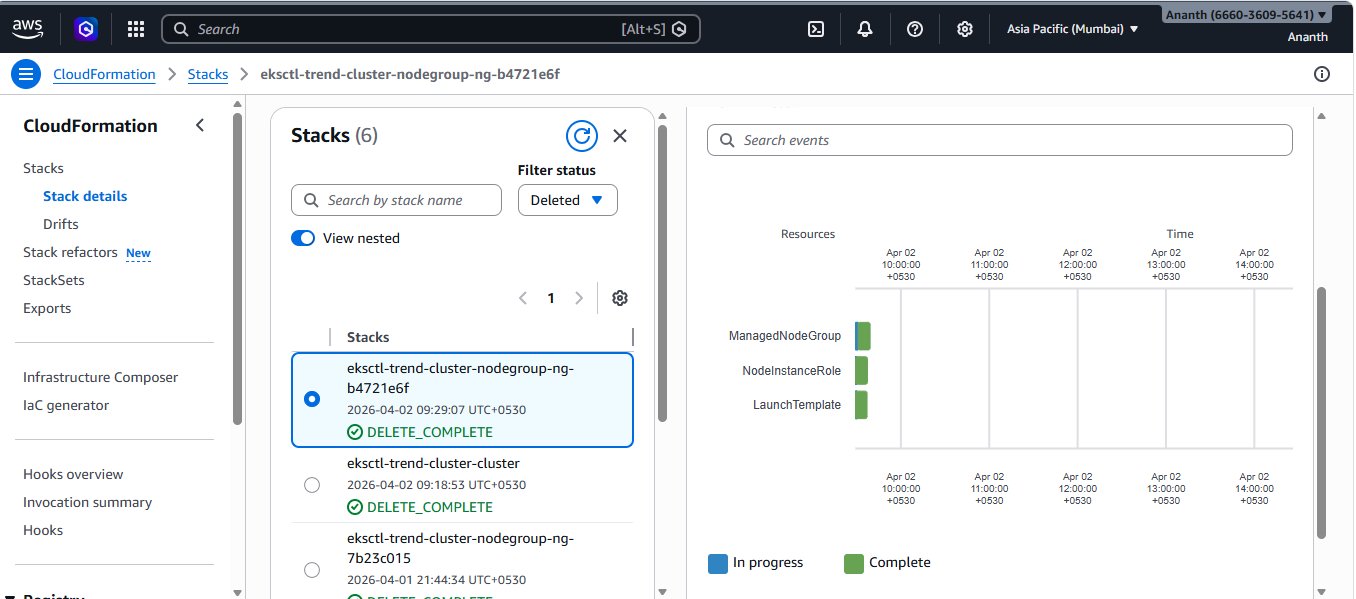 aws
Search
[Alt+S]
Asia Pacific (Mumbai)
Ananth (6660-3609-5641)
Ananth
CloudFormation
Stacks
eksctl-trend-cluster-nodegroup-ng-b4721e6f
CloudFormation
Stacks
Stack details
Drifts
Stack refactors New
StackSets
Exports
Infrastructure Composer
IaC generator
Hooks overview
Invocation summary
Hooks
Registry
Stacks (6)
Filter status
Search by stack name
Deleted
View nested
1
Stacks
eksctl-trend-cluster-nodegroup-ng-
b4721e6f
2026-04-02 09:29:07 UTC+0530
DELETE_COMPLETE
eksctl-trend-cluster-cluster
2026-04-02 09:18:53 UTC+0530
DELETE_COMPLETE
eksctl-trend-cluster-nodegroup-ng-
7b23c015
2026-04-01 21:44:34 UTC+0530
DELETE_COMPLETE
Search events
Resources
Time
Apr 02 Apr 02 Apr 02 Apr 02 Apr 02
10:00:00 11:00:00 12:00:00 13:00:00 14:00:00
+0530 +0530 +0530 +0530 +0530
ManagedNodeGroup
NodeInstanceRole
LaunchTemplate
Apr 02 Apr 02 Apr 02 Apr 02 Apr 02
10:00:00 11:00:00 12:00:00 13:00:00 14:00:00
+0530 +0530 +0530 +0530 +0530
In progress
Complete